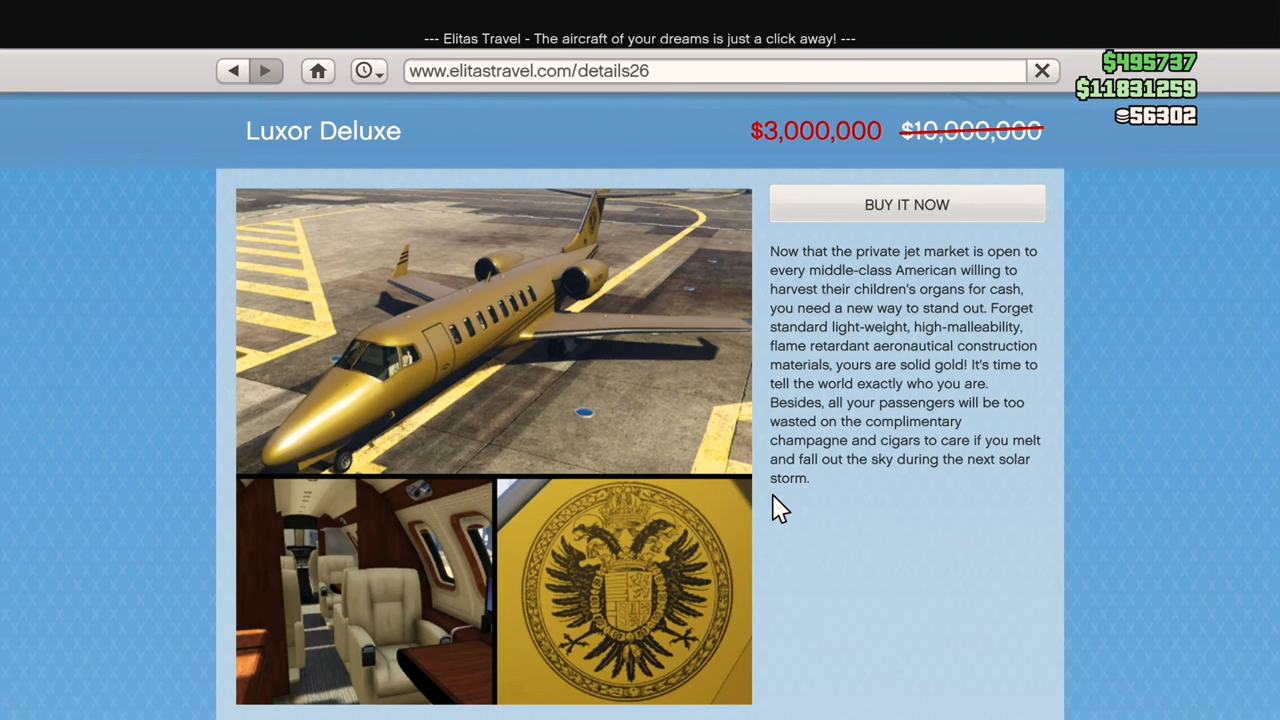 --- Elitas Travel - The aircraft of your dreams is just a click away! ---
www.elitastravel.com/details26
$495737
$11831259
56302
Luxor Deluxe
$3,000,000 $10,000,000
BUY IT NOW
Now that the private jet market is open to
every middle-class American willing to
harvest their children's organs for cash,
you need a new way to stand out. Forget
standard light-weight, high-malleability,
flame retardant aeronautical construction
materials, yours are solid gold! It's time to
tell the world exactly who you are.
Besides, all your passengers will be too
wasted on the complimentary
champagne and cigars to care if you melt
and fall out the sky during the next solar
storm.